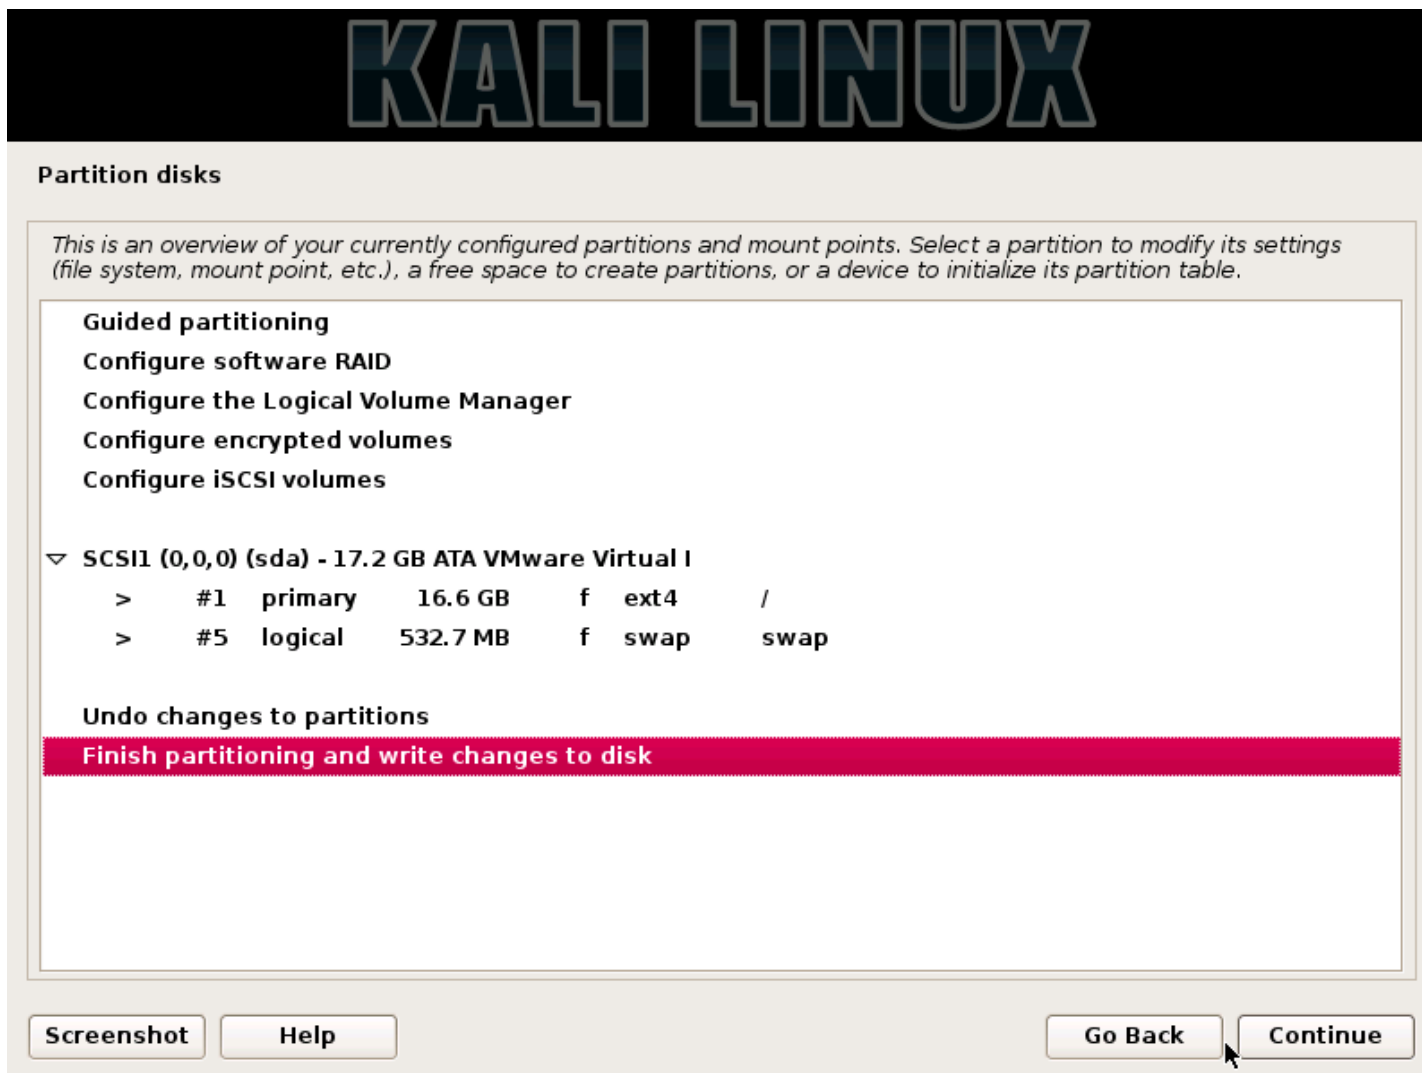 KALI LINUX
Partition disks
This is an overview of your currently configured partitions and mount points. Select a partition to modify its settings
(file system, mount point, etc.), a free space to create partitions, or a device to initialize its partition table.
Guided partitioning
Configure software RAID
Configure the Logical Volume Manager
Configure encrypted volumes
Configure iSCSI volumes
SCSI1 (0,0,0) (sda) - 17.2 GB ATA VMware Virtual I
> #1 primary 16.6 GB f ext4 /
> #5 logical 532.7 MB f swap swap
Undo changes to partitions
Finish partitioning and write changes to disk
Screenshot Help Go Back Continue